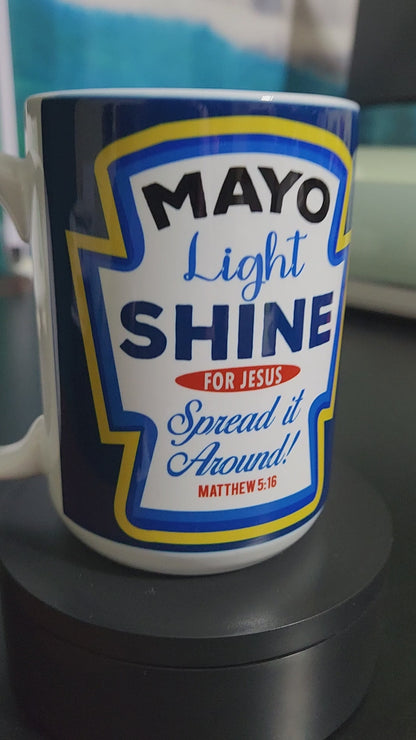 MAYO
Light
SHINE
FOR JESUS
Spread it
Around!
MATTHEW 5:16